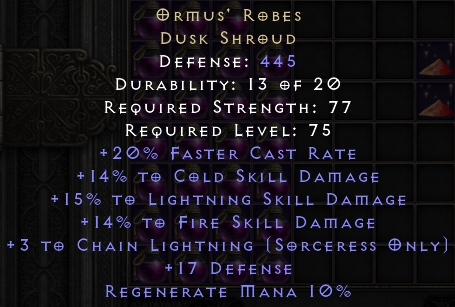 Ormus' Robes
Dusk Shroud
Defense: 445
Durability: 13 of 20
Required Strength: 77
Required Level: 75
+20% Faster Cast Rate
+14% to Cold Skill Damage
+15% to Lightning Skill Damage
+14% to Fire Skill Damage
+3 to Chain Lightning (Sorceress Only)
+17 Defense
Regenerate Mana 10%